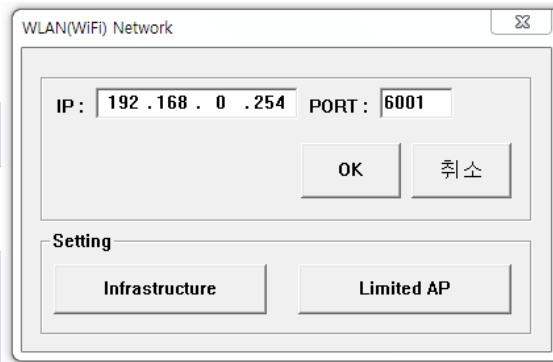 WLAN(WiFi) Network
IP : 192 .168 . 0 .254 PORT : 6001
OK 취소
Setting
Infrastructure Limited AP